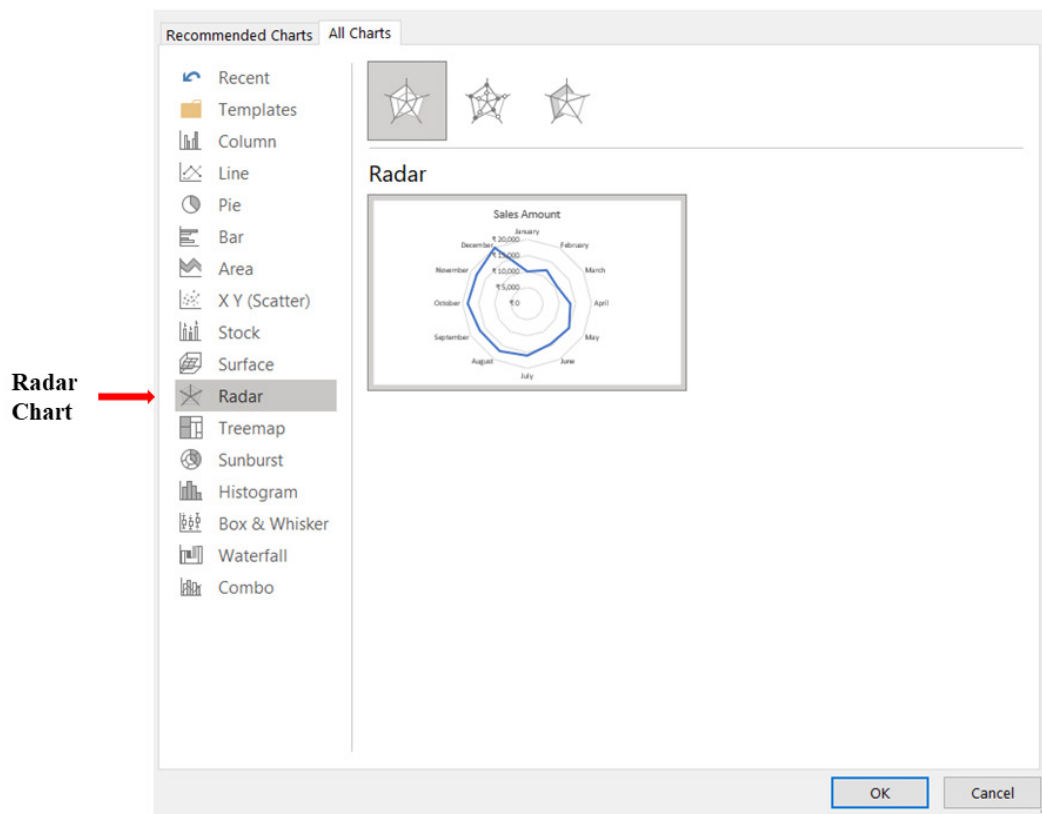 Recommended Charts
All Charts
Recent
Templates
Column
Line
Pie
Bar
Area
X Y (Scatter)
Stock
Surface
Radar
Treemap
Sunburst
Histogram
Box & Whisker
Waterfall
Combo
Radar
Chart
Radar
Sales Amount
January
₹ 20,000
December
February
₹ 15,000
November
₹ 10,000
March
₹ 5,000
October
₹ 0
April
September
May
August
June
July
OK
Cancel